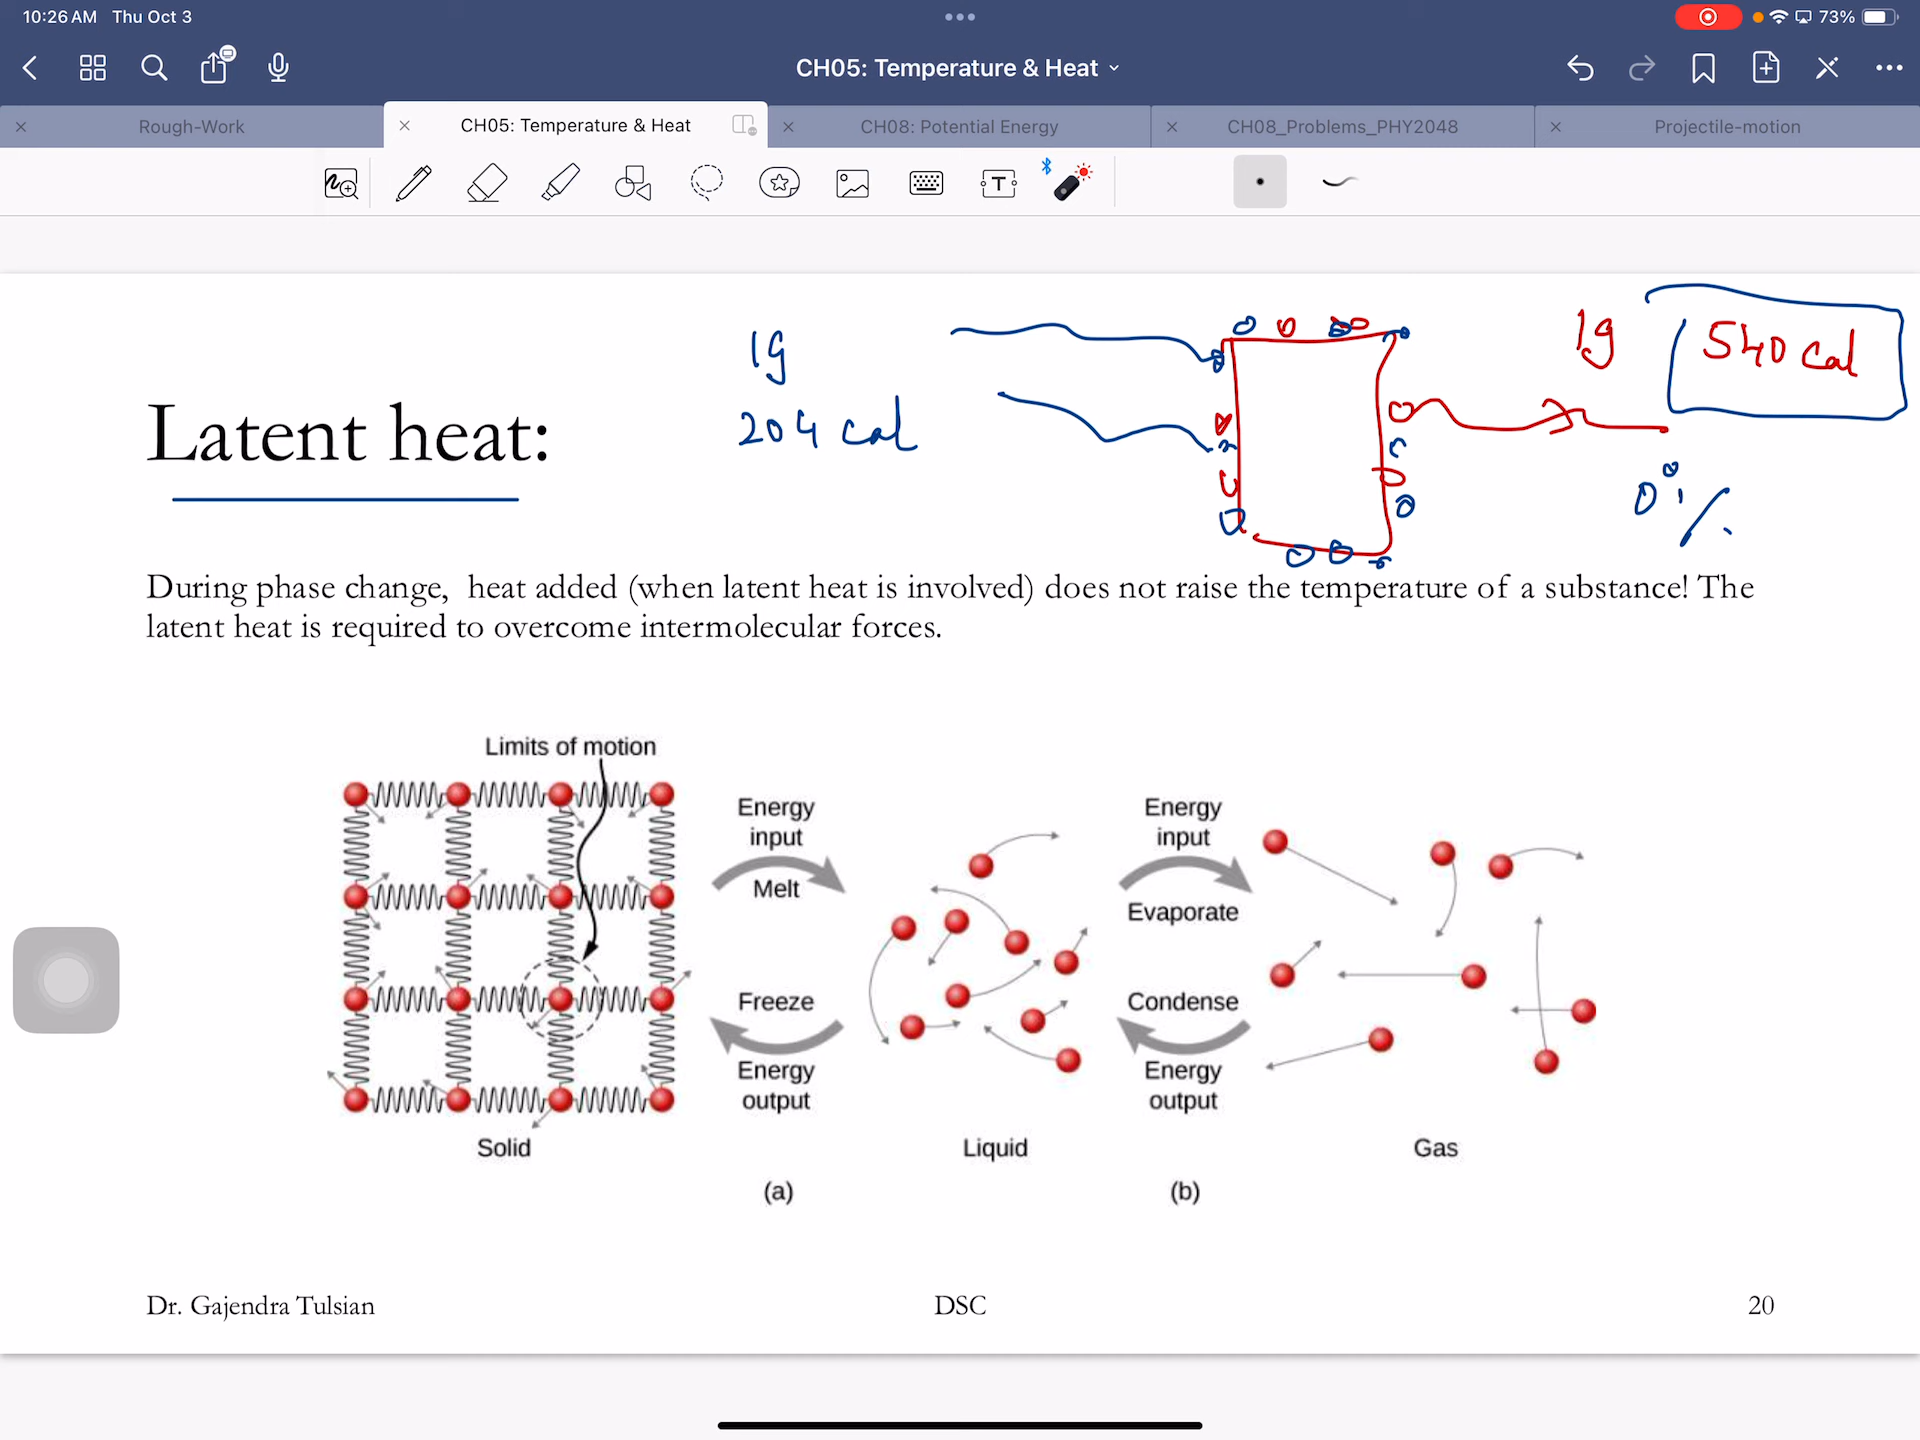 10:26 AM Thu Oct 3
73%
CH05: Temperature & Heat
Rough-Work
CH05: Temperature & Heat
CH08: Potential Energy
CH08_Problems_PHY2048
Projectile-motion
1g
204 cal
1g
540 cal
Latent heat:
During phase change, heat added (when latent heat is involved) does not raise the temperature of a substance! The
latent heat is required to overcome intermolecular forces.
Limits of motion
Energy
input
Melt
Freeze
Energy
output
Energy
input
Evaporate
Condense
Energy
output
Solid
Liquid
Gas
(a)
(b)
Dr. Gajendra Tulsian
DSC
20